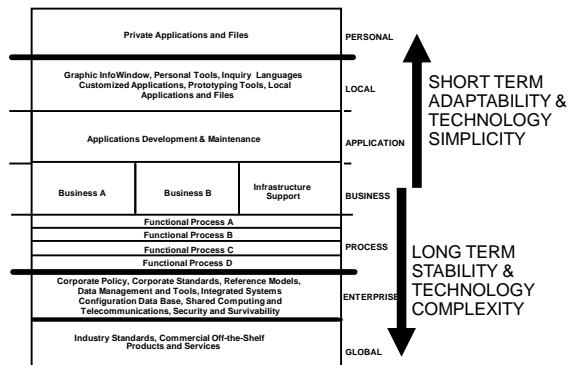 Private Applications and Files
PERSONAL
Graphic InfoWindow, Personal Tools, Inquiry Languages
Customized Applications, Prototyping Tools, Local
Applications and Files
LOCAL
SHORT TERM
ADAPTABILITY &
TECHNOLOGY
SIMPLICITY
Applications Development & Maintenance
APPLICATION
Business A
Business B
Infrastructure
Support
BUSINESS
Functional Process A
Functional Process B
Functional Process C
Functional Process D
PROCESS
LONG TERM
STABILITY &
TECHNOLOGY
COMPLEXITY
Corporate Policy, Corporate Standards, Reference Models,
Data Management and Tools, Integrated Systems
Configuration Data Base, Shared Computing and
Telecommunications, Security and Survivability
ENTERPRISE
Industry Standards, Commercial Off-the-Shelf
Products and Services
GLOBAL